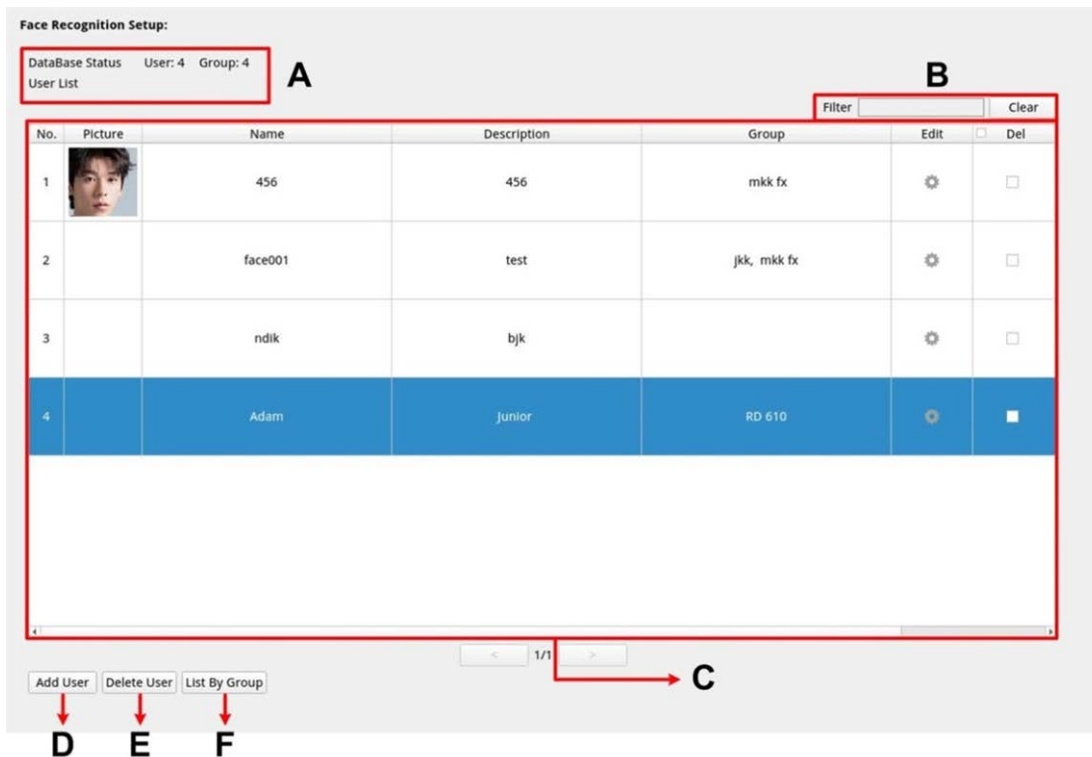 Face Recognition Setup:
DataBase Status User: 4 Group: 4
User List
A
B
Filter Clear
No. Picture Name Description Group Edit Del
1 456 456 mkk fx
2 face001 test jkk, mkk fx
3 ndik bjk
4 Adam Junior RD 610
< 1/1 >
C
Add User Delete User List By Group
D E F